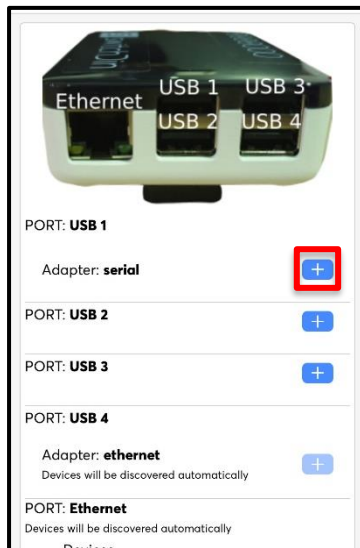 Ethernet
USB 1 USB 3
USB 2 USB 4
PORT: USB 1
Adapter: serial
+
PORT: USB 2
+
PORT: USB 3
+
PORT: USB 4
Adapter: ethernet
Devices will be discovered automatically
+
PORT: Ethernet
Devices will be discovered automatically
Devices